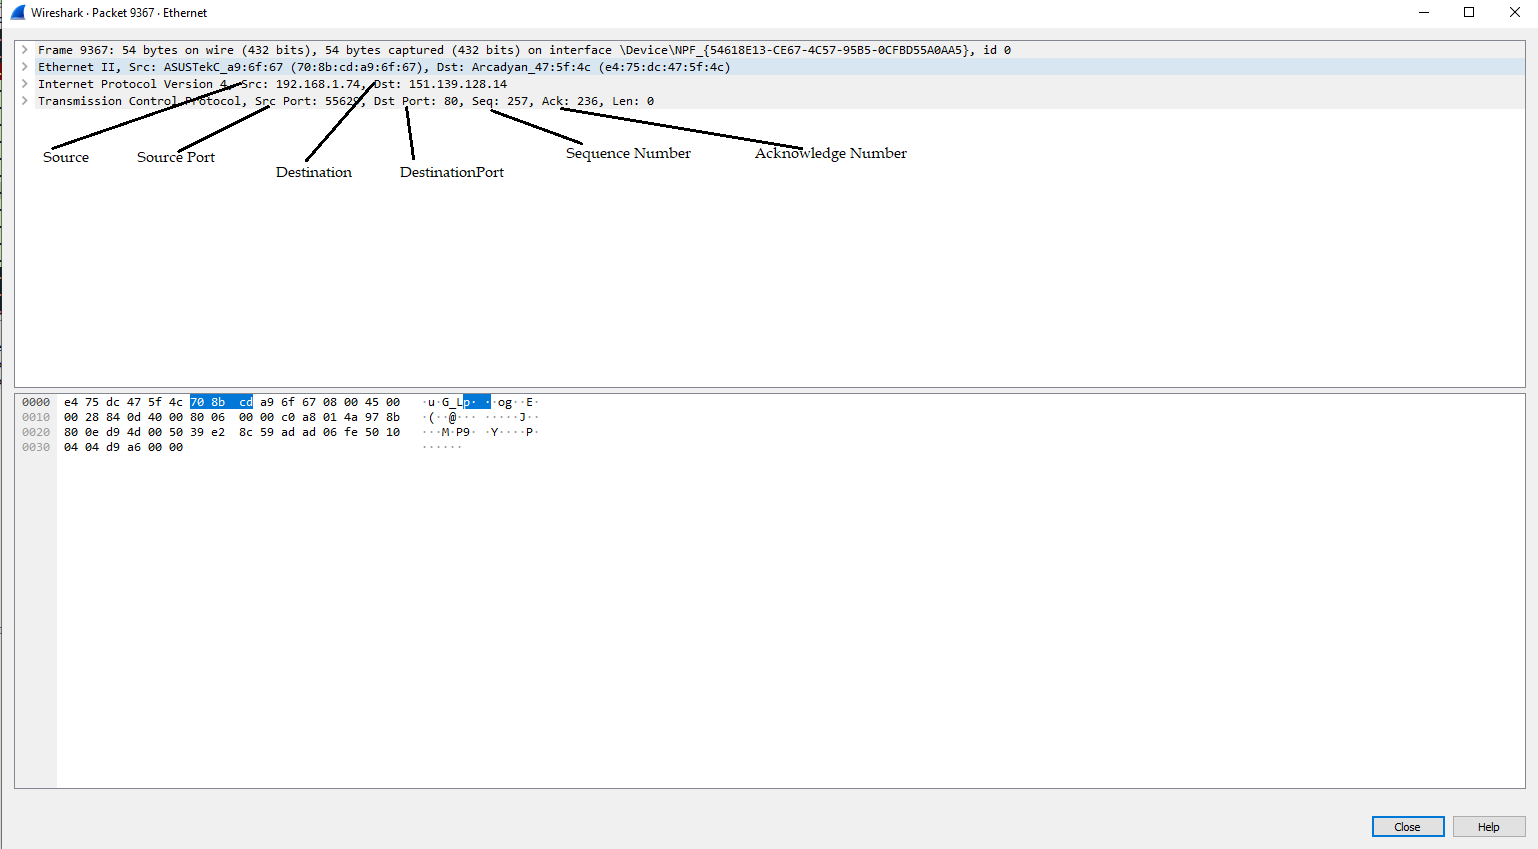 Wireshark · Packet 9367 · Ethernet
Frame 9367: 54 bytes on wire (432 bits), 54 bytes captured (432 bits) on interface \Device\NPF_{54618E13-CE67-4C57-95B5-0CFBD55A0AA5}, id 0
Ethernet II, Src: ASUSTekC_a9:6f:67 (70:8b:cd:a9:6f:67), Dst: Arcadyan_47:5f:4c (e4:75:dc:47:5f:4c)
Internet Protocol Version 4, Src: 192.168.1.74, Dst: 151.139.128.14
Transmission Control Protocol, Src Port: 55629, Dst Port: 80, Seq: 257, Ack: 236, Len: 0
Source Source Port Destination DestinationPort Sequence Number Acknowledge Number
0000 e4 75 dc 47 5f 4c 70 8b cd a9 6f 67 08 00 45 00 ·u·G_Lp· ·og··E·
0010 00 28 84 0d 40 00 80 06 00 00 c0 a8 01 4a 97 8b ·(··@··· ·····J··
0020 80 0e d9 4d 00 50 39 e2 8c 59 ad ad 06 fe 50 10 ···M·P9· ·Y····P·
0030 04 04 d9 a6 00 00 ······
Close Help